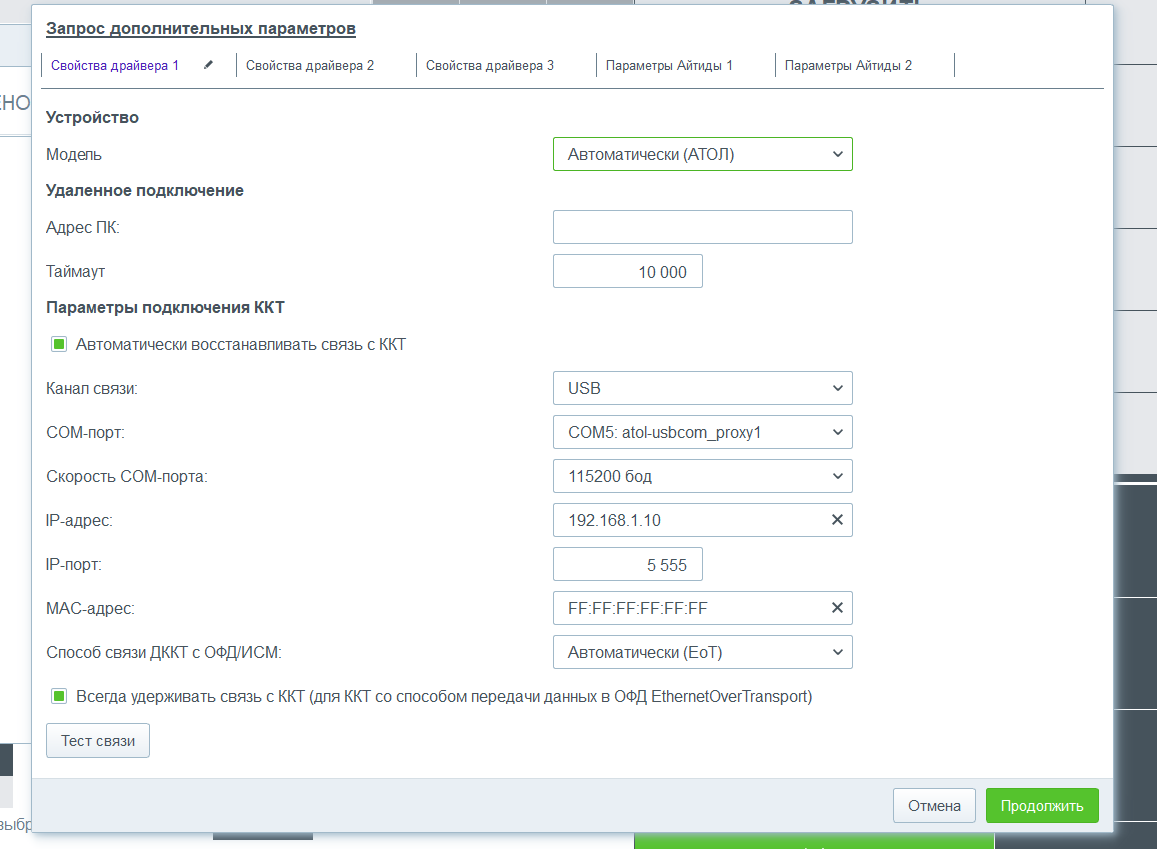 Запрос дополнительных параметров
Свойства драйвера 1
Свойства драйвера 2
Свойства драйвера 3
Параметры Айтиды 1
Параметры Айтиды 2
Устройство
Модель
Автоматически (АТОЛ)
Удаленное подключение
Адрес ПК:
Таймаут
10 000
Параметры подключения ККТ
Автоматически восстанавливать связь с ККТ
Канал связи:
USB
COM-порт:
COM5: atol-usbcom_proxy1
Скорость COM-порта:
115200 бод
IP-адрес:
192.168.1.10
IP-порт:
5 555
MAC-адрес:
FF:FF:FF:FF:FF:FF
Способ связи ДККТ с ОФД/ИСМ:
Автоматически (EoT)
Всегда удерживать связь с ККТ (для ККТ со способом передачи данных в ОФД EthernetOverTransport)
Тест связи
Отмена
Продолжить